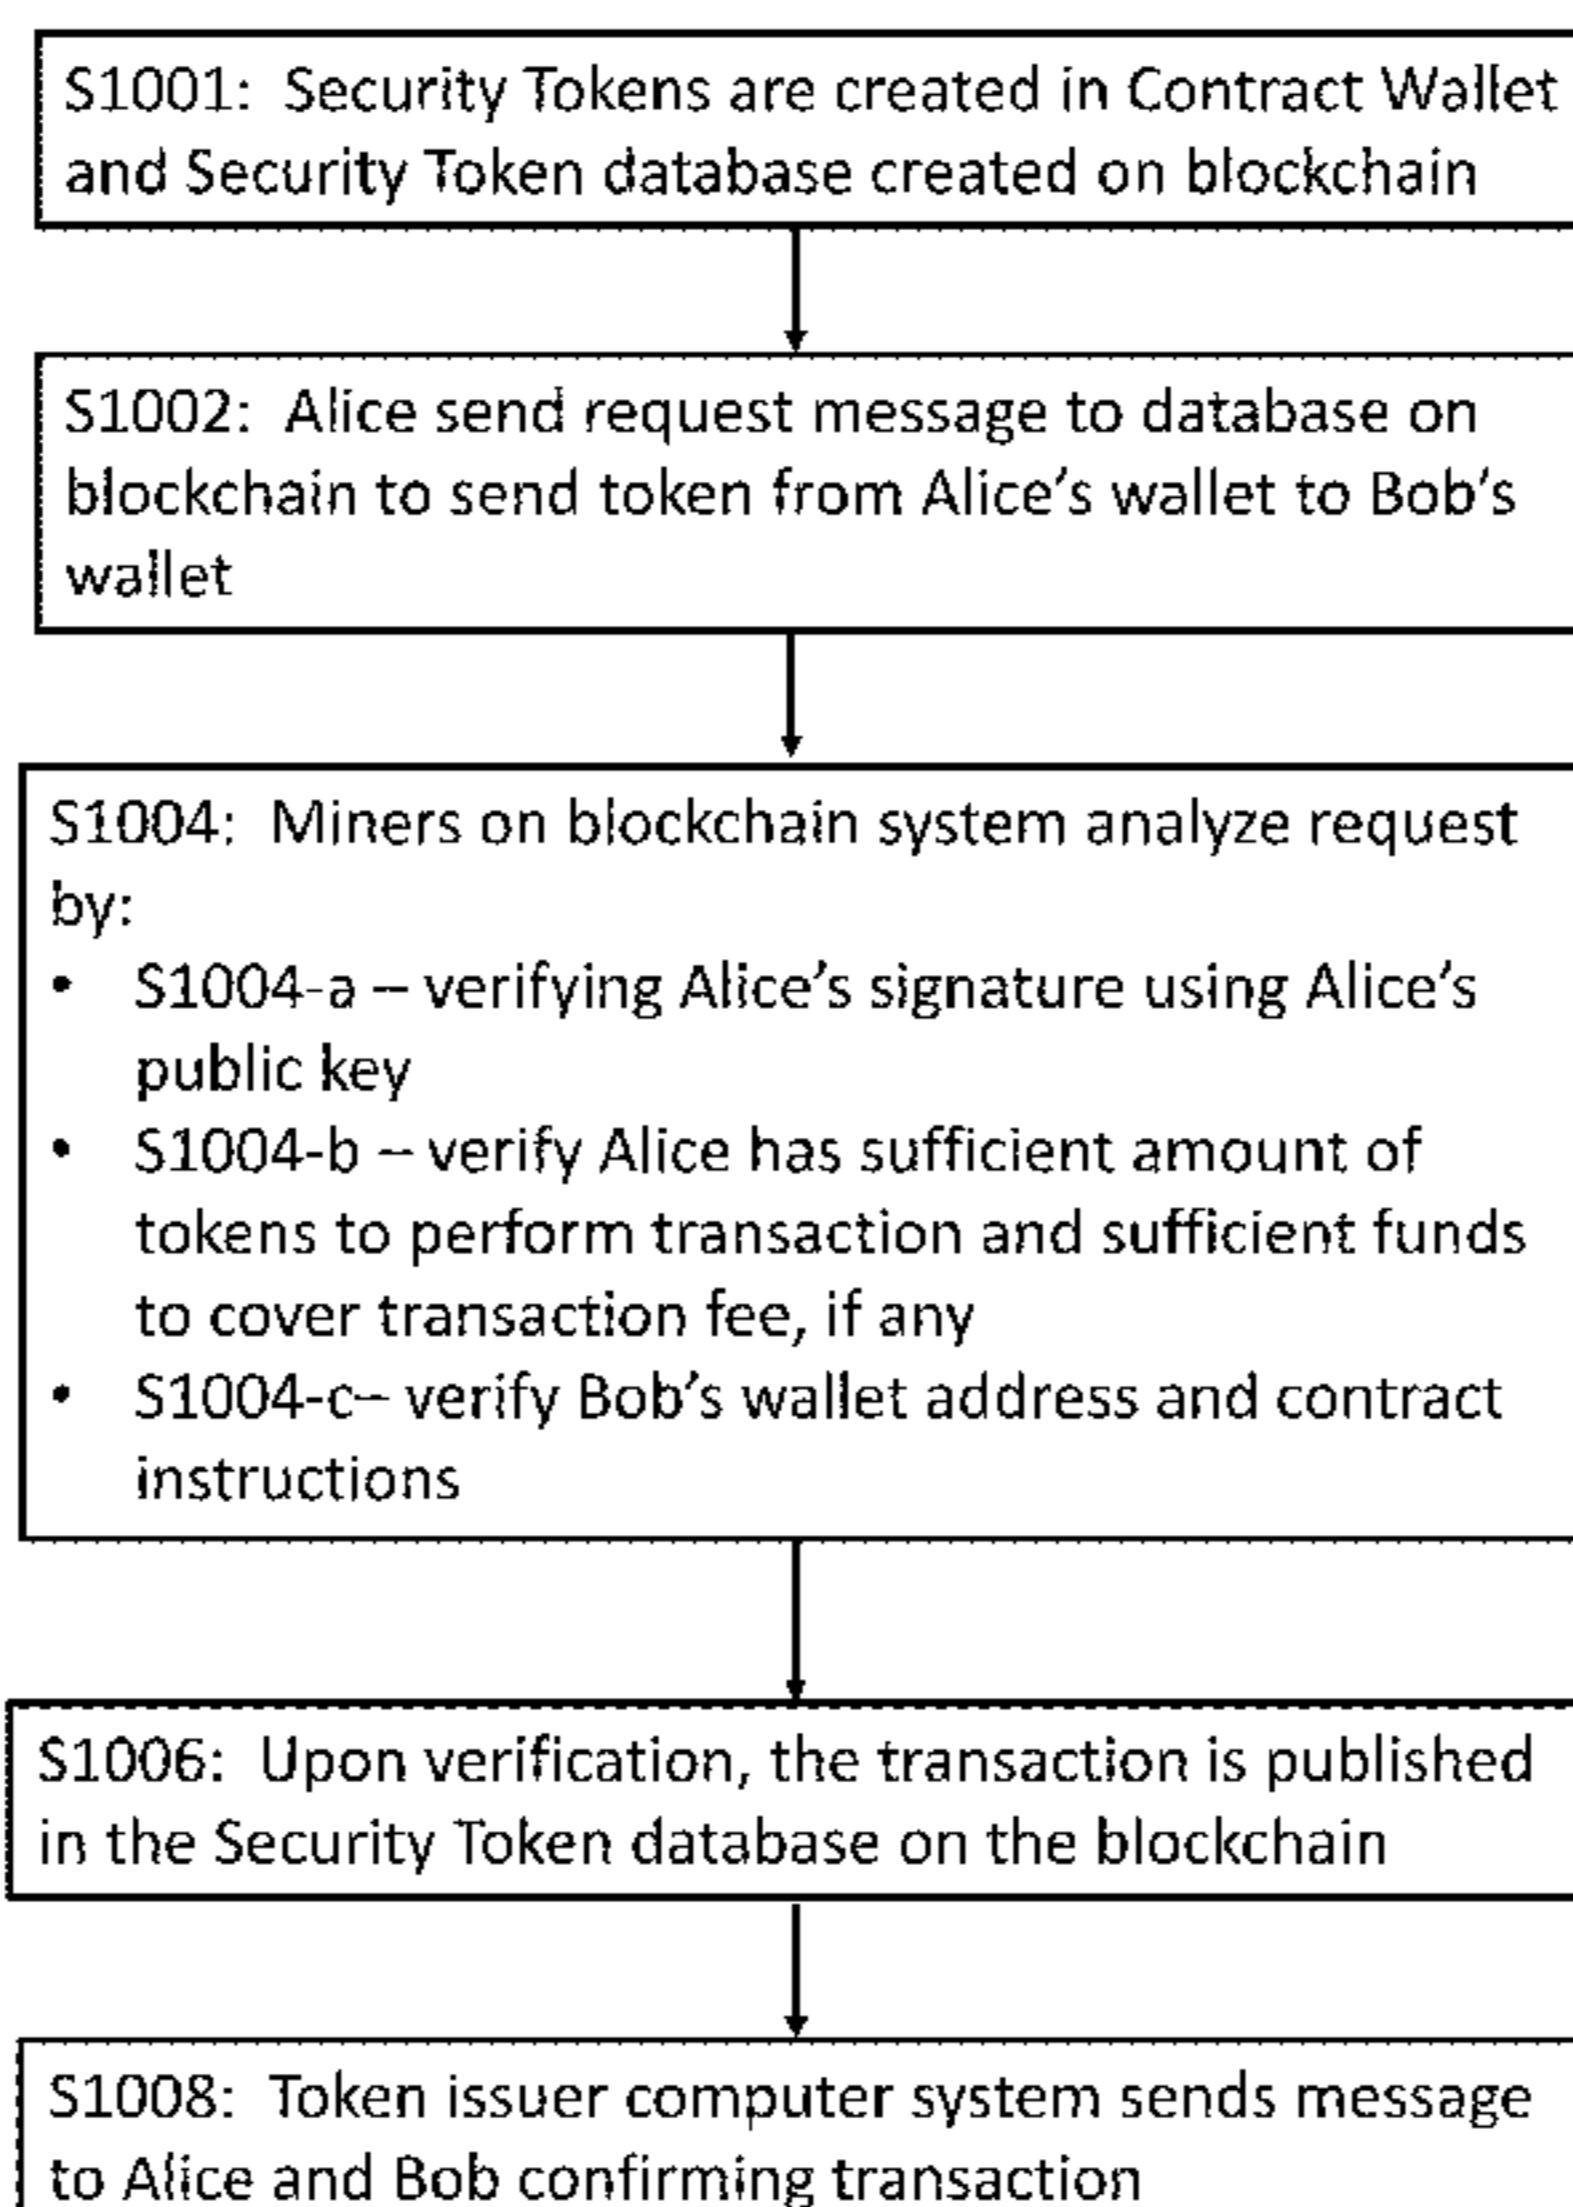 S1001: Security Tokens are created in Contract Wallet
and Security Token database created on blockchain
S1002: Alice send request message to database on
blockchain to send token from Alice's wallet to Bob's
wallet
S1004: Miners on blockchain system analyze request
by:
• S1004-a – verifying Alice's signature using Alice's
public key
• S1004-b – verify Alice has sufficient amount of
tokens to perform transaction and sufficient funds
to cover transaction fee, if any
• S1004-c– verify Bob's wallet address and contract
instructions
S1006: Upon verification, the transaction is published
in the Security Token database on the blockchain
S1008: Token issuer computer system sends message
to Alice and Bob confirming transaction